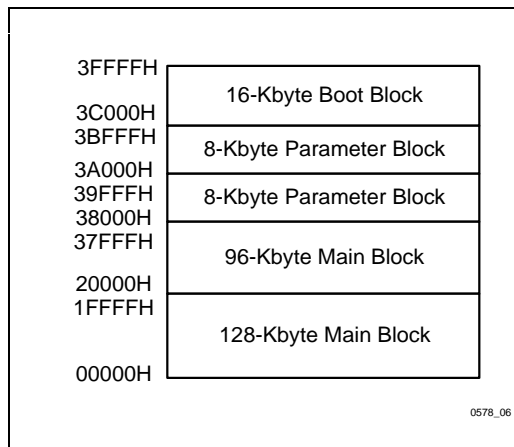 3FFFFH
16-Kbyte Boot Block
3C000H
3BFFFH
8-Kbyte Parameter Block
3A000H
39FFFH
8-Kbyte Parameter Block
38000H
37FFFH
96-Kbyte Main Block
20000H
1FFFFH
128-Kbyte Main Block
00000H
0578_06